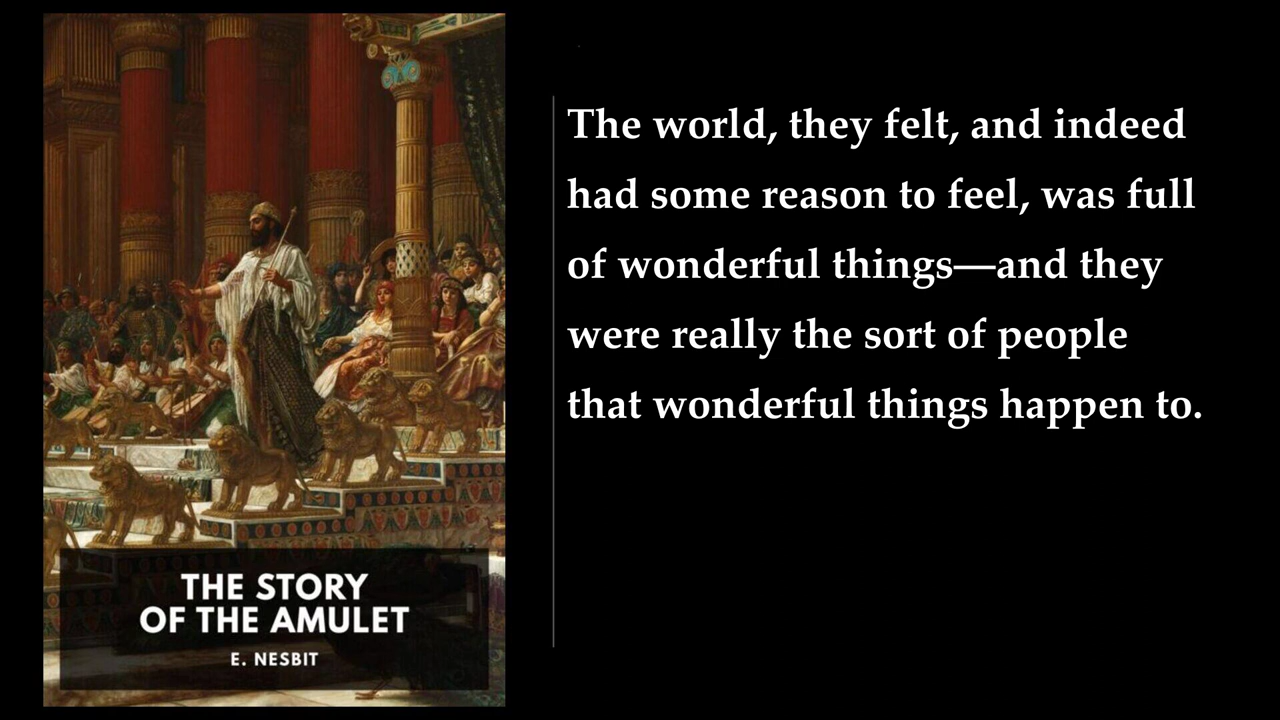 THE STORY
OF THE AMULET
E. NESBIT
The world, they felt, and indeed
had some reason to feel, was full
of wonderful things—and they
were really the sort of people
that wonderful things happen to.